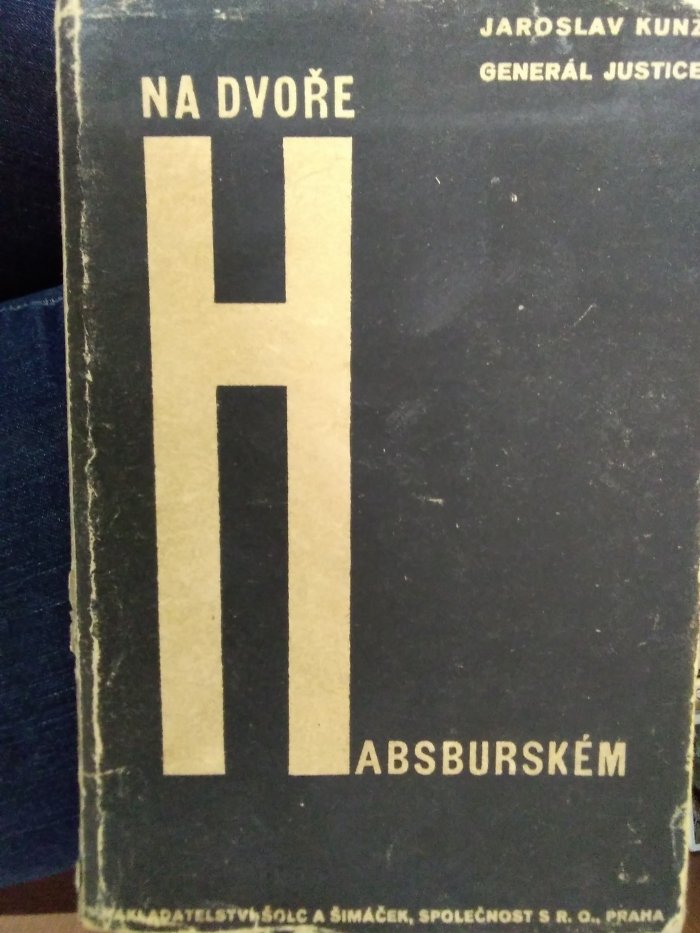 JAROSLAV KUNZ
GENERÁL JUSTICE
NA DVOŘE
HABSBURSKÉM
NAKLADATELSTVÍ ŠOLC A ŠIMÁČEK, SPOLEČNOST S R. O., PRAHA